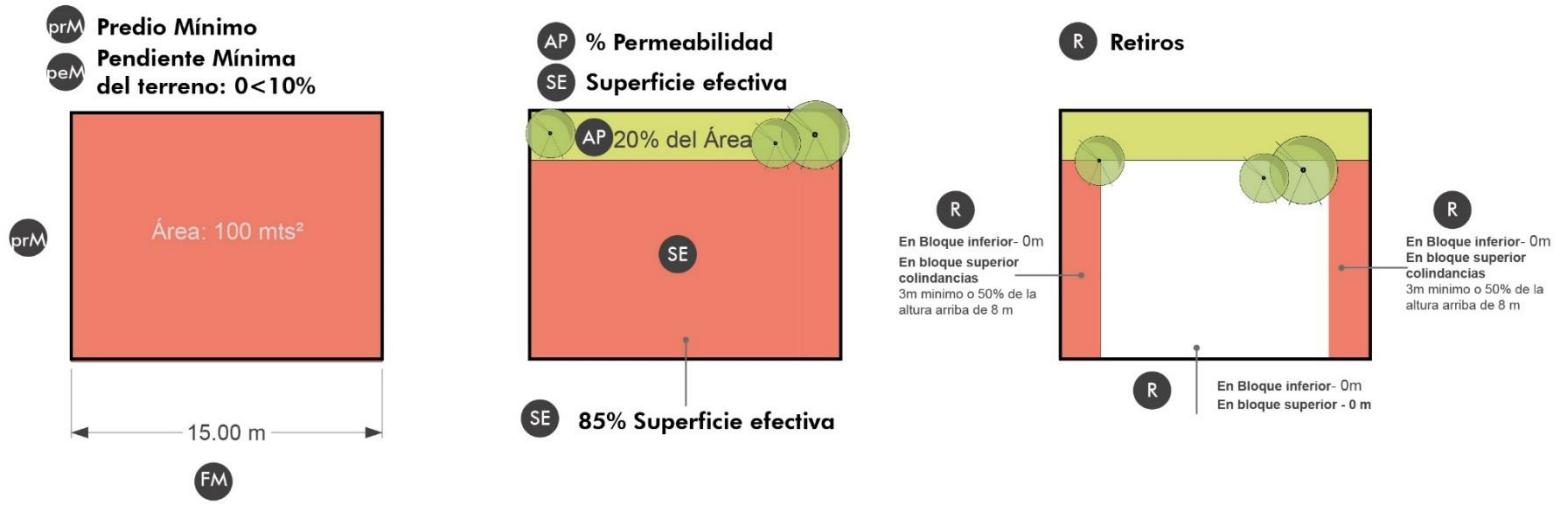 prM Predio Mínimo
peM Pendiente Mínima
del terreno: 0<10%
prM
Área: 100 mts²
15.00 m
FM
AP % Permeabilidad
SE Superficie efectiva
AP 20% del Área
SE
SE 85% Superficie efectiva
R Retiros
R
En Bloque inferior- 0m
En bloque superior
colindancias
3m minimo o 50% de la
altura arriba de 8 m
R
En Bloque inferior- 0m
En bloque superior
colindancias
3m minimo o 50% de la
altura arriba de 8 m
R
En Bloque inferior- 0m
En bloque superior - 0 m